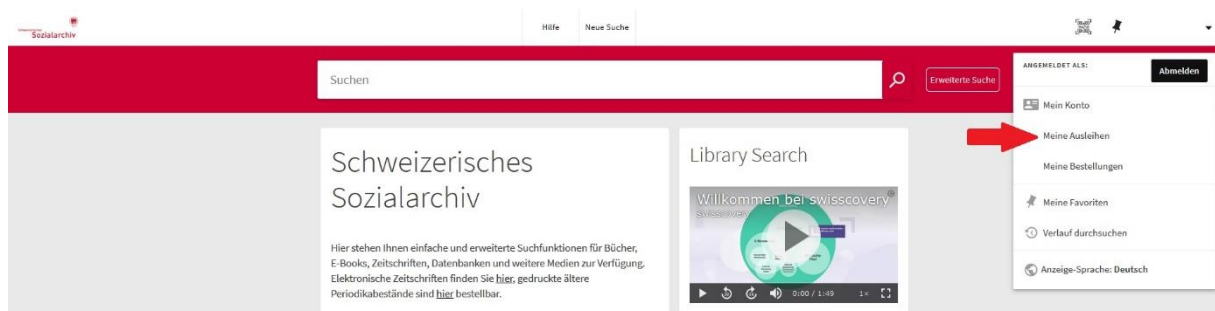 Sozialarchiv
Hilfe
Neue Suche
Suchen
Erweiterte Suche
ANGEMELDET ALS:
Abmelden
Mein Konto
Meine Ausleihen
Meine Bestellungen
Meine Favoriten
Verlauf durchsuchen
Anzeige-Sprache: Deutsch
Schweizerisches
Sozialarchiv
Hier stehen Ihnen einfache und erweiterte Suchfunktionen für Bücher,
E-Books, Zeitschriften, Datenbanken und weitere Medien zur Verfügung.
Elektronische Zeitschriften finden Sie hier, gedruckte ältere
Periodikabestände sind hier bestellbar.
Library Search
Willkommen bei swisscovery
swisscovery
0:00 / 1:49
1×